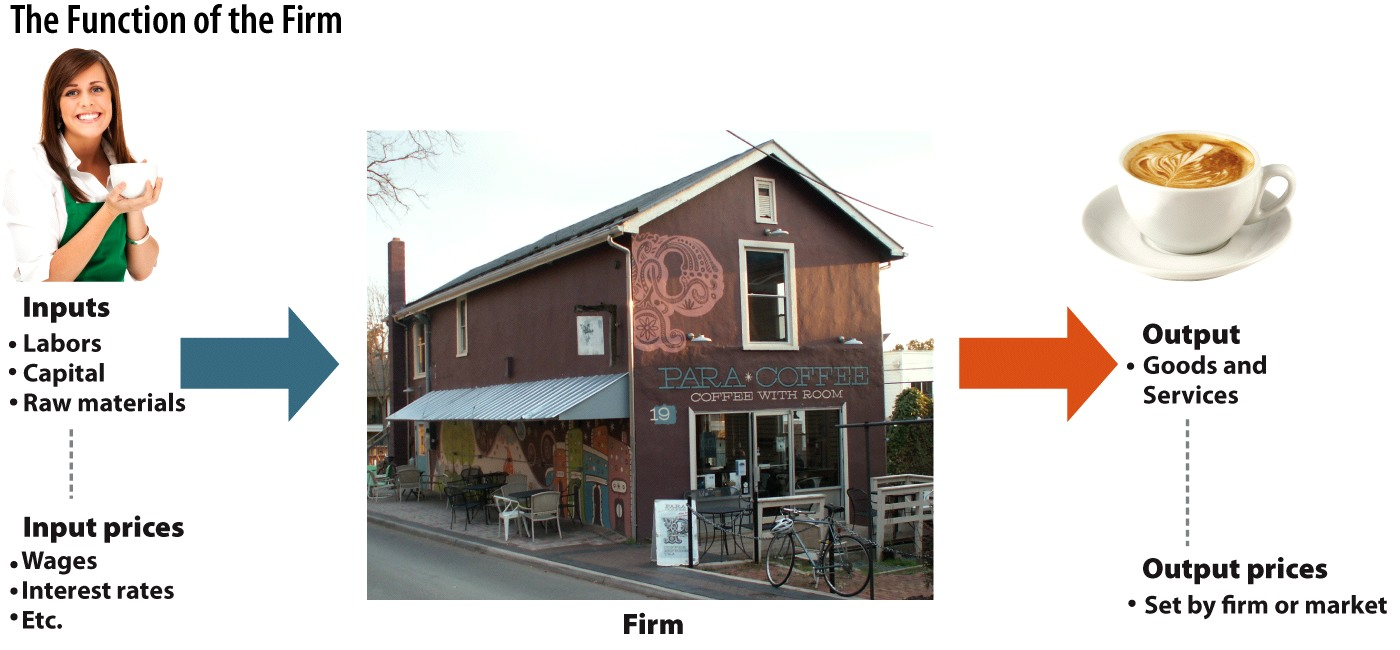 The Function of the Firm
Inputs
• Labors
• Capital
• Raw materials
Input prices
• Wages
• Interest rates
• Etc.
PARA COFFEE
COFFEE WITH ROOM
19
Firm
Output
• Goods and
Services
Output prices
• Set by firm or market